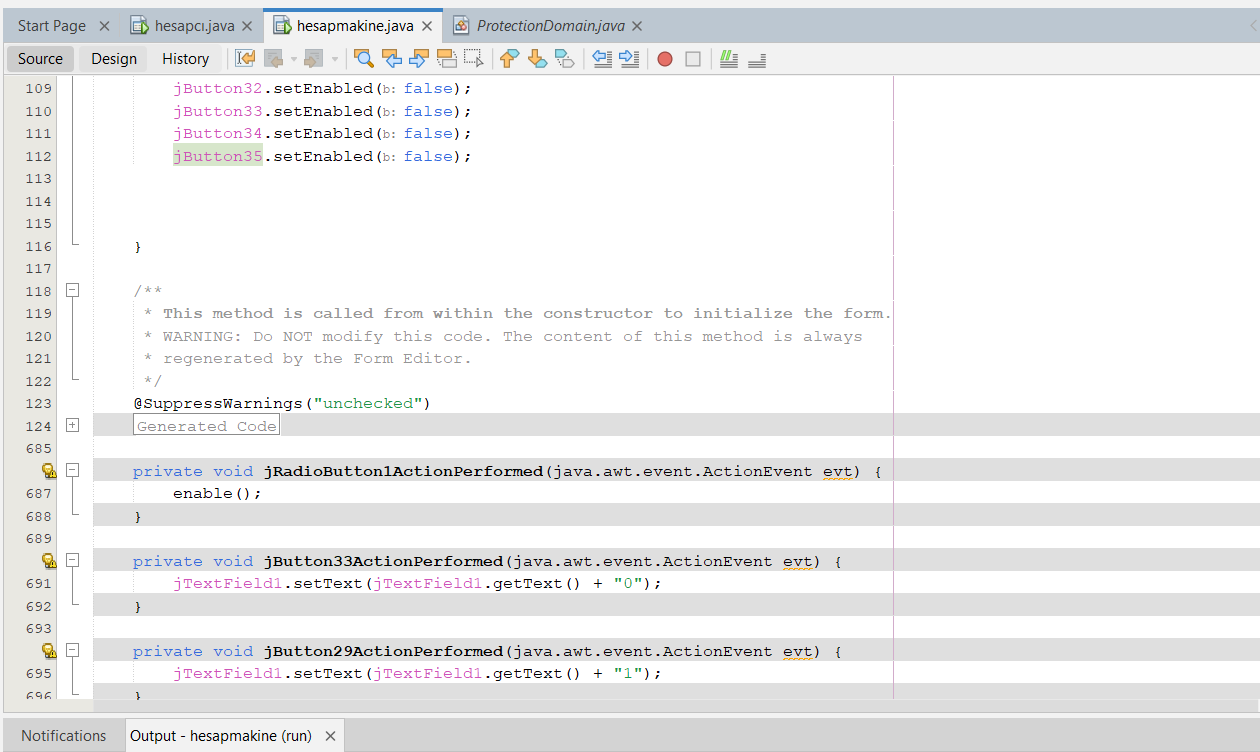 Start Page hesapci.java hesapmakine.java ProtectionDomain.java
Source Design History
109 jButton32.setEnabled(b: false);
110 jButton33.setEnabled(b: false);
111 jButton34.setEnabled(b: false);
112 jButton35.setEnabled(b: false);
113
114
115
116 }
117
118 /**
119 * This method is called from within the constructor to initialize the form.
120 * WARNING: Do NOT modify this code. The content of this method is always
121 * regenerated by the Form Editor.
122 */
123 @SuppressWarnings("unchecked")
124 Generated Code
685
private void jRadioButton1ActionPerformed(java.awt.event.ActionEvent evt) {
687 enable();
688 }
689
private void jButton33ActionPerformed(java.awt.event.ActionEvent evt) {
691 jTextField1.setText(jTextField1.getText() + "0");
692 }
693
private void jButton29ActionPerformed(java.awt.event.ActionEvent evt) {
695 jTextField1.setText(jTextField1.getText() + "1");
696 }
Notifications Output - hesapmakine (run)